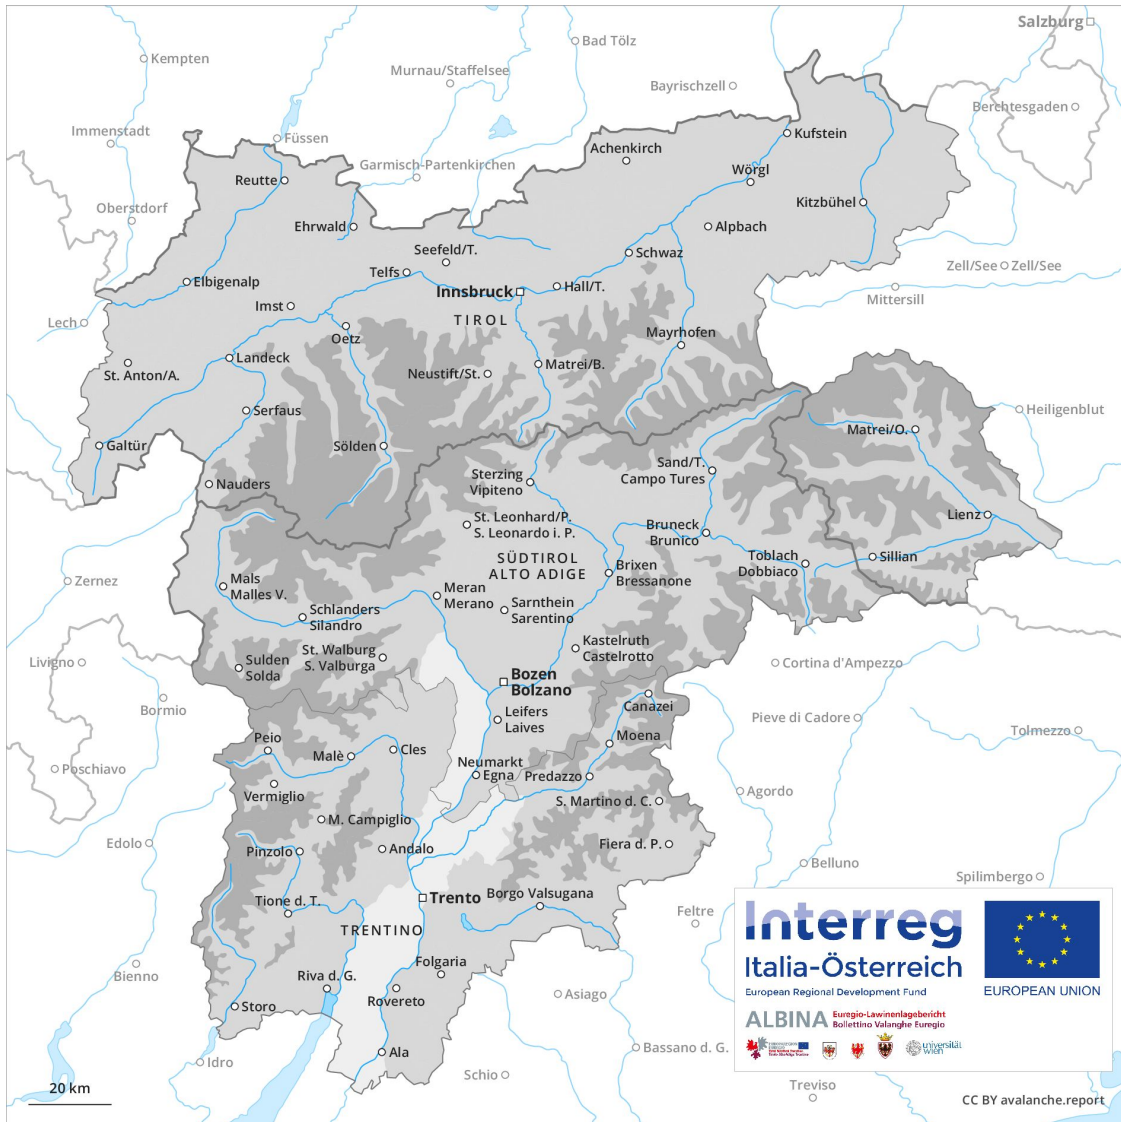 Salzburg
Bad Tölz
Kempten
Murnau/Staffelsee
Bayrischzell
Berchtesgaden
Immenstadt
Füssen
Kufstein
Achenkirch
Garmisch-Partenkirchen
Wörgl
Reutte
Kitzbühel
Oberstdorf
Ehrwald
Alpbach
Seefeld/T.
Schwaz
Telfs
Zell/See
Zell/See
Elbigenalp
Innsbruck
Hall/T.
Mittersill
Imst
Lech
TIROL
Oetz
Mayrhofen
Landeck
Matrei/B.
St. Anton/A.
Neustift/St.
Serfaus
Heiligenblut
Matrei/O.
Galtür
Sölden
Sand/T.
Campo Tures
Sterzing
Vipiteno
Nauders
St. Leonhard/P.
S. Leonardo i. P.
Lienz
Bruneck
Brunico
SÜDTIROL
ALTO ADIGE
Toblach
Dobbiaco
Sillian
Brixen
Bressanone
Zernez
Mals
Malles V.
Meran
Merano
Sarnthein
Sarentino
Schlanders
Silandro
Kastelruth
Castelrotto
St. Walburg
S. Valburga
Livigno
Sulden
Solda
Cortina d'Ampezzo
Bozen
Bolzano
Bormio
Canazei
Leifers
Laives
Pieve di Cadore
Tolmezzo
Peio
Moena
Malè
Cles
Neumarkt
Egna
Predazzo
Poschiavo
Vermiglio
Agordo
S. Martino d. C.
M. Campiglio
Edolo
Pinzolo
Andalo
Fiera d. P.
Belluno
Spilimbergo
Trento
Borgo Valsugana
Tione d. T.
Feltre
TRENTINO
Folgaria
Bienno
Riva d. G.
Rovereto
Asiago
Storo
Ala
Bassano d. G.
Idro
Schio
Treviso
20 km
Interreg
Italia-Österreich
European Regional Development Fund
EUROPEAN UNION
ALBINA
Euregio-Lawinenlagebericht
Bollettino Valanghe Euregio
universität
wien
CC BY avalanche.report